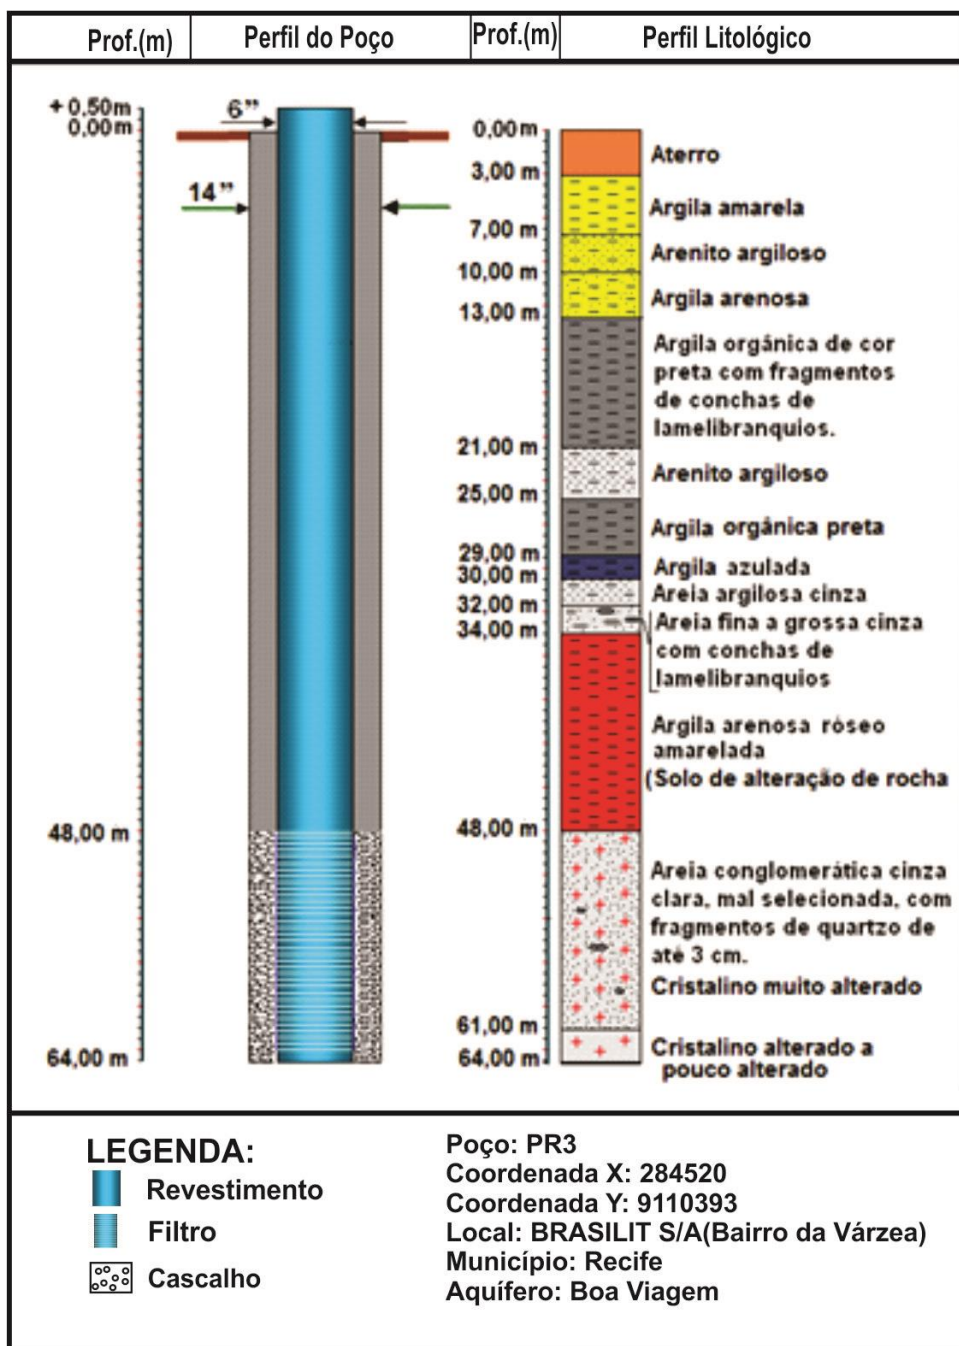 Prof.(m)
Perfil do Poço
Prof.(m)
Perfil Litológico
+ 0,50m
0,00m
6”
14”
48,00 m
64,00 m
0,00m
3,00 m
7,00 m
10,00 m
13,00 m
21,00 m
25,00 m
29,00 m
30,00 m
32,00 m
34,00 m
48,00 m
61,00 m
64,00 m
Aterro
Argila amarela
Arenito argiloso
Argila arenosa
Argila orgânica de cor
preta com fragmentos
de conchas de
lamelibranquios.
Arenito argiloso
Argila orgânica preta
Argila azulada
Areia argilosa cinza
Areia fina a grossa cinza
com conchas de
lamelibranquios
Argila arenosa róseo
amarelada
(Solo de alteração de rocha
Areia conglomerática cinza
clara, mal selecionada, com
fragmentos de quartzo de
até 3 cm.
Cristalino muito alterado
Cristalino alterado a
pouco alterado
LEGENDA:
Revestimento
Filtro
Cascalho
Poço: PR3
Coordenada X: 284520
Coordenada Y: 9110393
Local: BRASILIT S/A(Bairro da Várzea)
Município: Recife
Aquífero: Boa Viagem